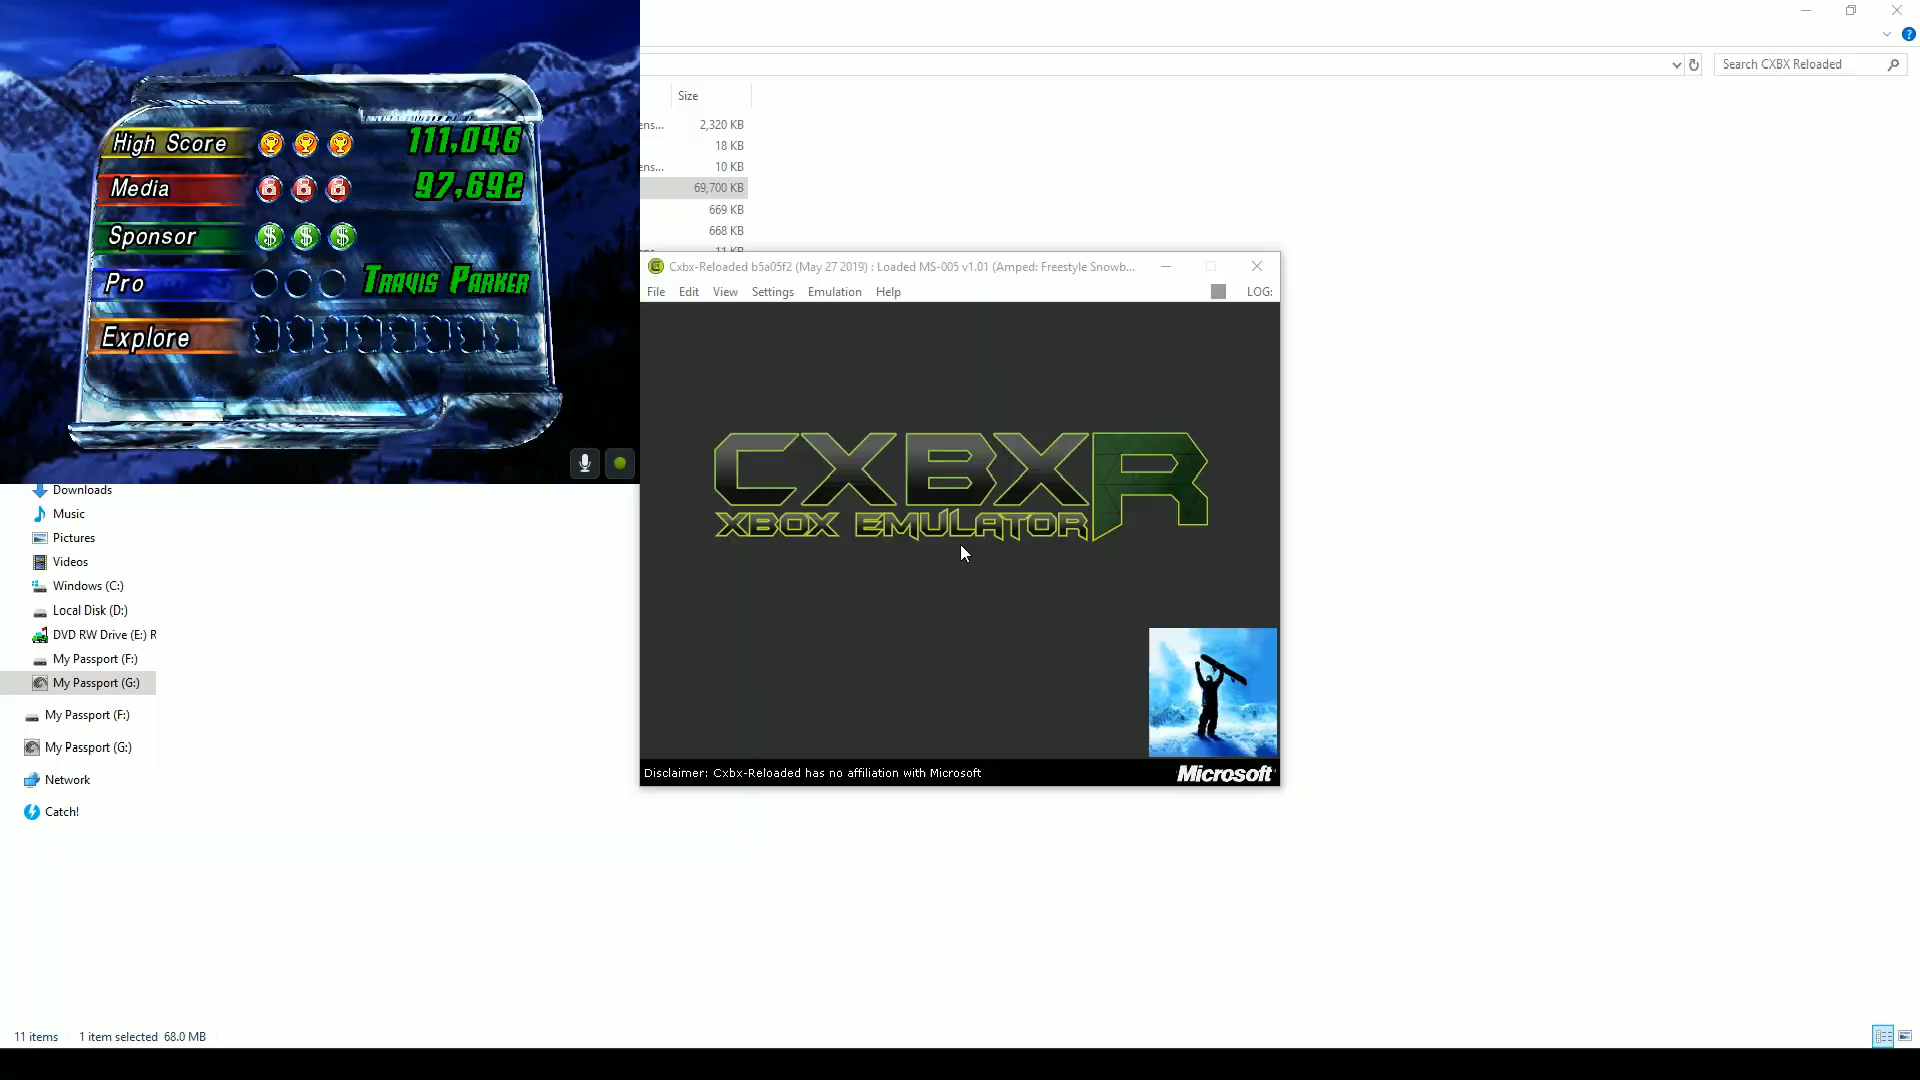 High Score 111,046
Media 97,692
Sponsor $ $ $
Pro Travis Parker
Explore
?
Search CXBX Reloaded
Size
ens... 2,320 KB
18 KB
ens... 10 KB
69,700 KB
669 KB
668 KB
11 KB
Cxbx-Reloaded b5a05f2 (May 27 2019) : Loaded MS-005 v1.01 (Amped: Freestyle Snowb...
File Edit View Settings Emulation Help LOG:
CXBXR
XBOX EMULATOR
Disclaimer: Cxbx-Reloaded has no affiliation with Microsoft
Microsoft
Downloads
Music
Pictures
Videos
Windows (C:)
Local Disk (D:)
DVD RW Drive (E:) R
My Passport (F:)
My Passport (G:)
My Passport (F:)
My Passport (G:)
Network
Catch!
11 items 1 item selected 68.0 MB